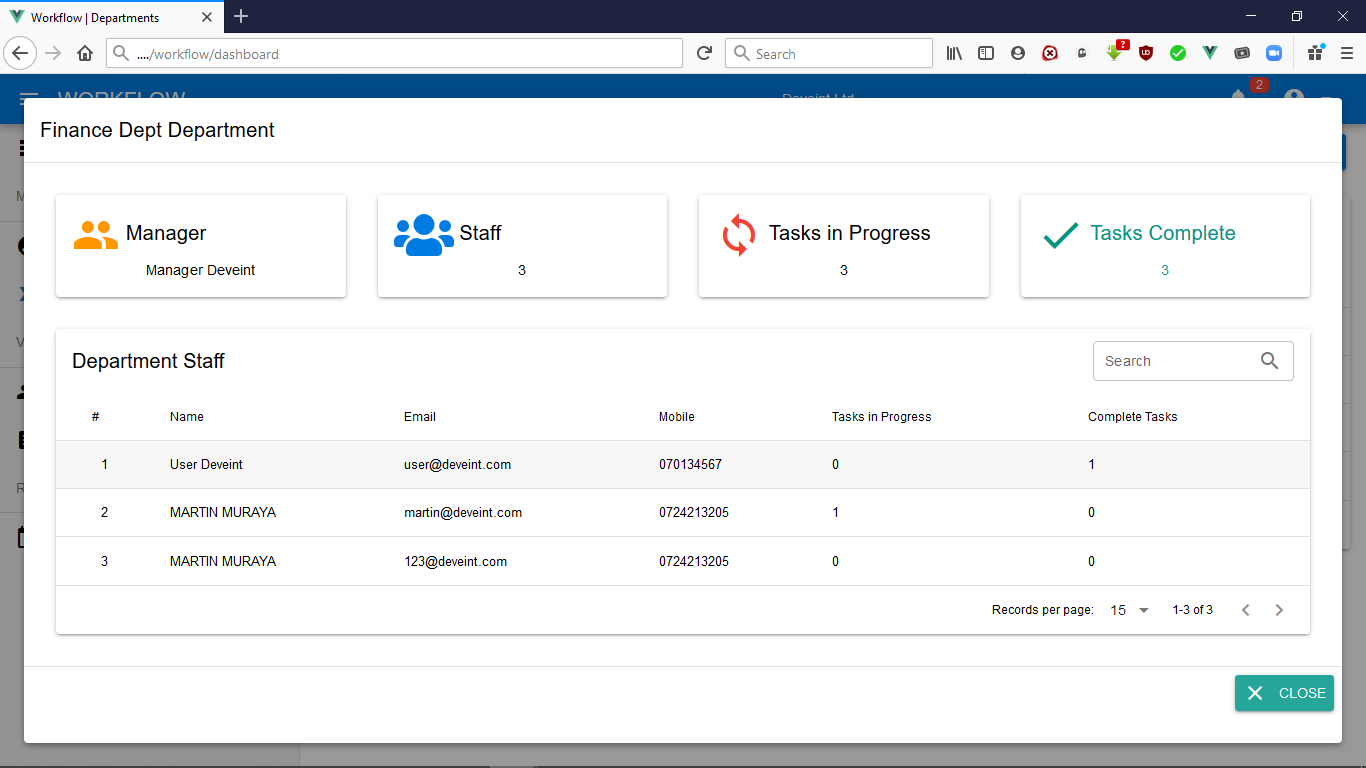 Workflow | Departments
..../workflow/dashboard
Search
?
WORKFLOW
Deveint Ltd
2
Finance Dept Department
Manager
Manager Deveint
Staff
3
Tasks in Progress
3
Tasks Complete
3
Department Staff
Search
# Name Email Mobile Tasks in Progress Complete Tasks
1 User Deveint user@deveint.com 070134567 0 1
2 MARTIN MURAYA martin@deveint.com 0724213205 1 0
3 MARTIN MURAYA 123@deveint.com 0724213205 0 0
Records per page: 15 1-3 of 3
CLOSE